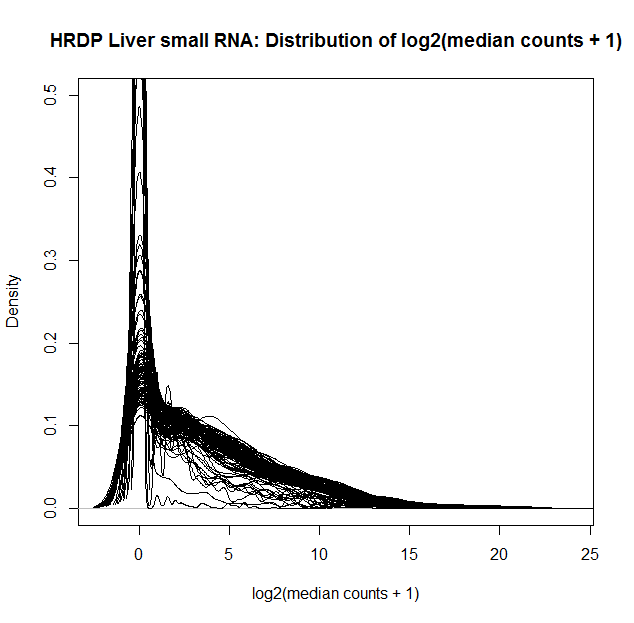 HRDP Liver small RNA: Distribution of log2(median counts + 1)
0.5
0.4
0.3
0.2
0.1
0.0
Density
0 5 10 15 20 25
log2(median counts + 1)